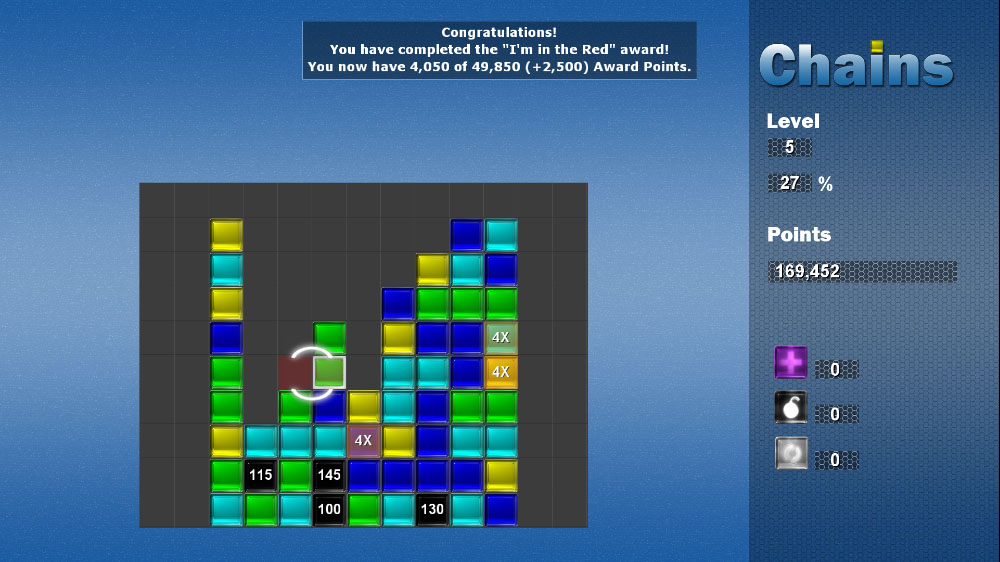 Congratulations!
You have completed the "I'm in the Red" award!
You now have 4,050 of 49,850 (+2,500) Award Points.
Chains
Level
5
27 %
Points
169,452
4X
4X
4X
115
145
100
130
0
0
0